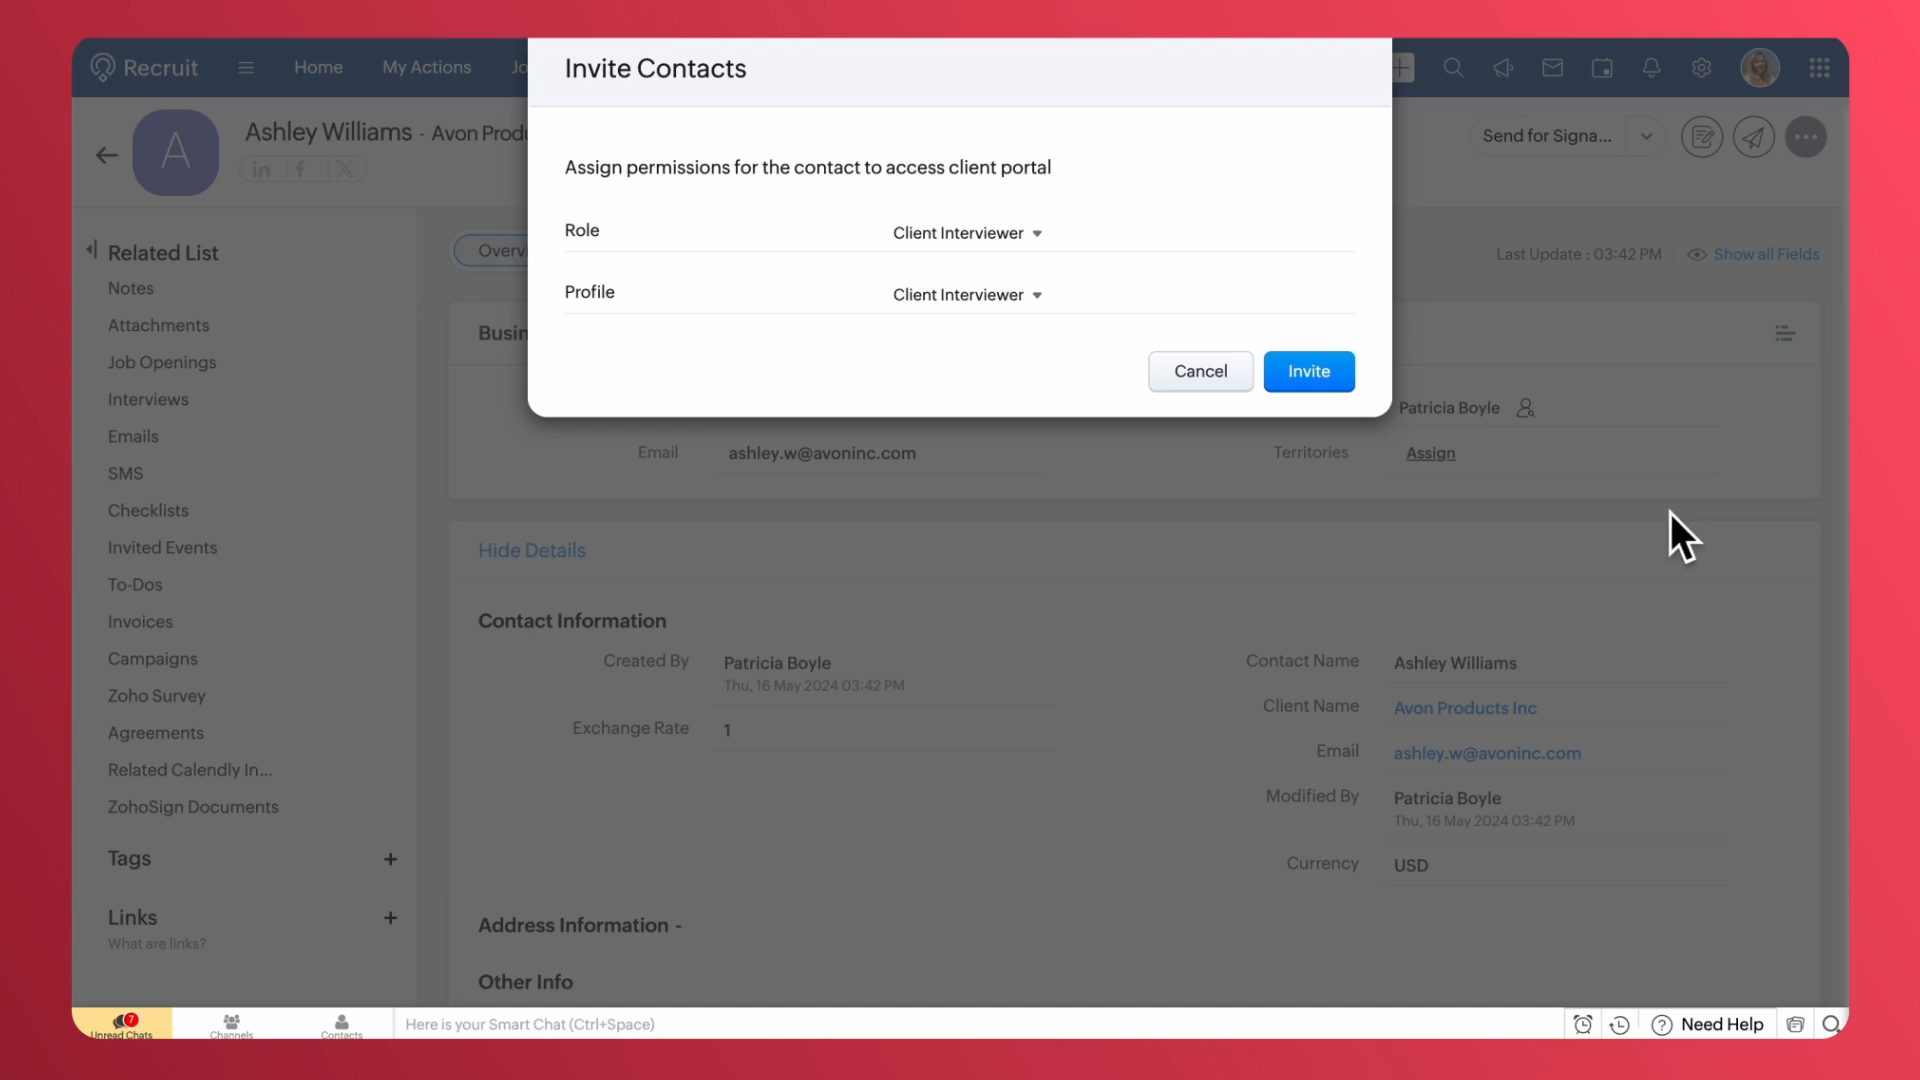 Recruit
Home
My Actions
Jo
Invite Contacts
A
Ashley Williams - Avon Produ
Send for Signa...
Assign permissions for the contact to access client portal
Role
Client Interviewer
Profile
Client Interviewer
Cancel
Invite
Related List
Notes
Attachments
Job Openings
Interviews
Emails
SMS
Checklists
Invited Events
To-Dos
Invoices
Campaigns
Zoho Survey
Agreements
Related Calendly In...
ZohoSign Documents
Tags
Links
What are links?
Overvi
Last Update : 03:42 PM
Show all Fields
Busin
Patricia Boyle
Email
ashley.w@avoninc.com
Territories
Assign
Hide Details
Contact Information
Created By
Patricia Boyle
Thu, 16 May 2024 03:42 PM
Exchange Rate
1
Contact Name
Ashley Williams
Client Name
Avon Products Inc
Email
ashley.w@avoninc.com
Modified By
Patricia Boyle
Thu, 16 May 2024 03:42 PM
Currency
USD
Address Information -
Other Info
7
Unread Chats
Channels
Contacts
Here is your Smart Chat (Ctrl+Space)
Need Help